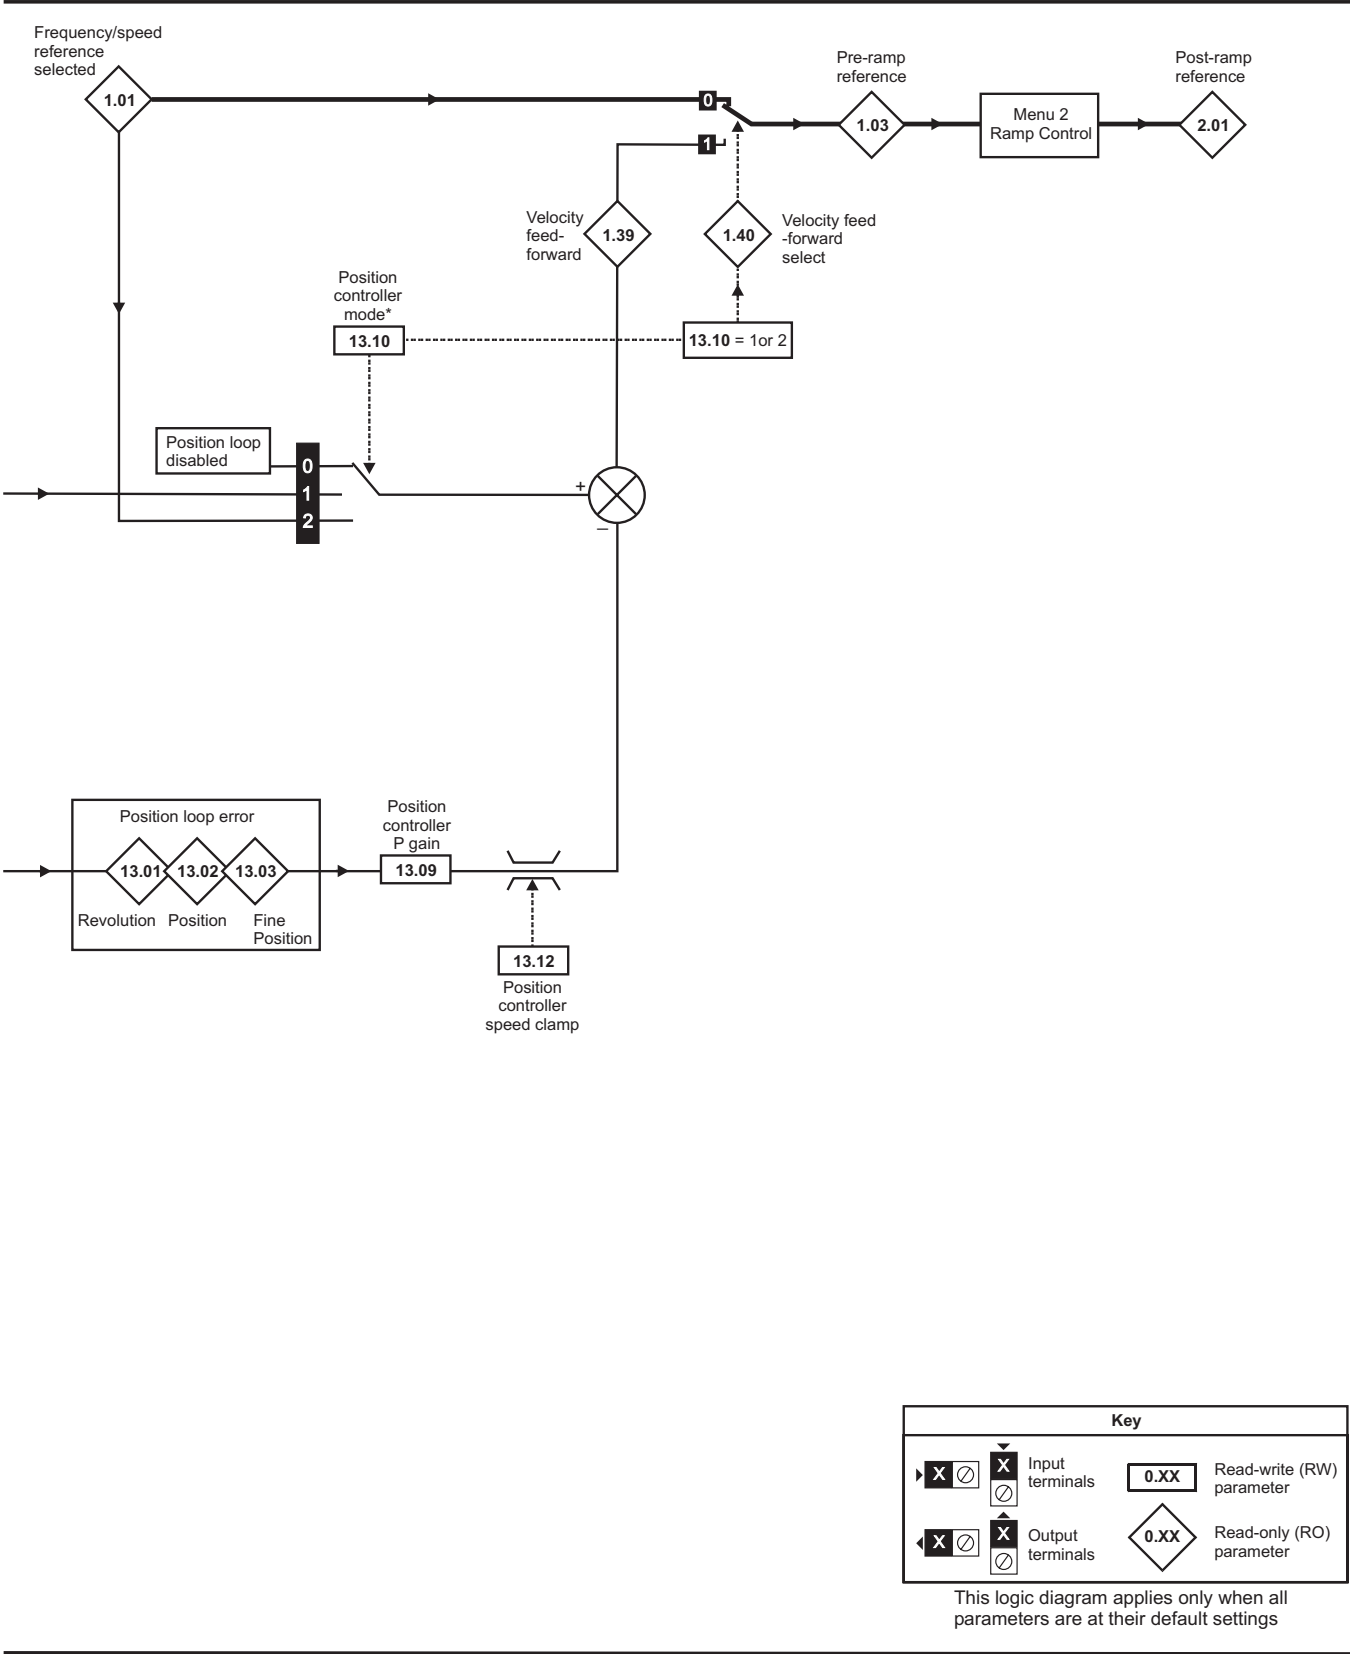 Frequency/speed
reference
selected
1.01
0
1
Pre-ramp
reference
1.03
Menu 2
Ramp Control
Post-ramp
reference
2.01
Velocity
feed-
forward
1.39
1.40
Velocity feed
-forward
select
Position
controller
mode*
13.10
13.10 = 1or 2
Position loop
disabled
0
1
2
+
–
Position loop error
13.01
13.02
13.03
Revolution
Position
Fine
Position
Position
controller
P gain
13.09
13.12
Position
controller
speed clamp
Key
X
X
Input
terminals
0.XX
Read-write (RW)
parameter
X
X
Output
terminals
0.XX
Read-only (RO)
parameter
This logic diagram applies only when all
parameters are at their default settings